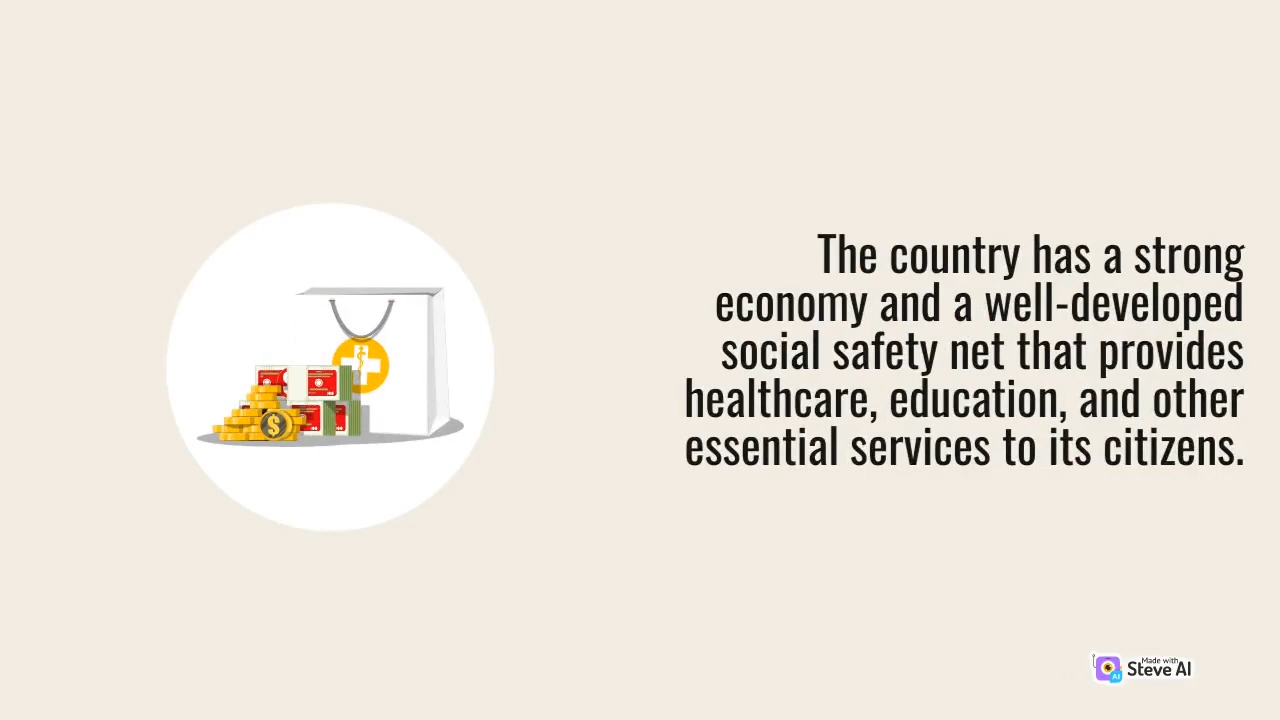 The country has a strong
economy and a well-developed
social safety net that provides
healthcare, education, and other
essential services to its citizens.
$
Made with
Steve AI
AI